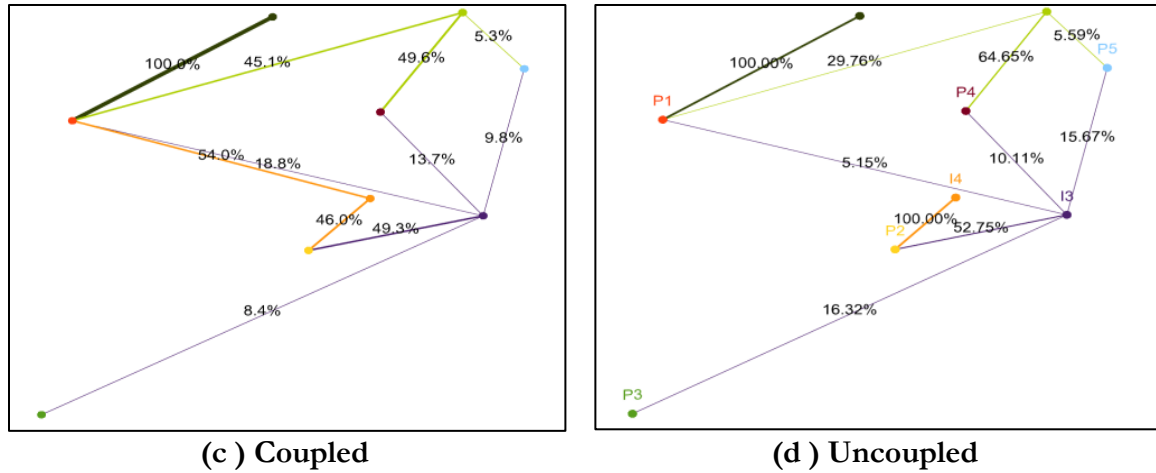 5.3%
49.6%
100.0%
45.1%
9.8%
13.7%
54.0%
18.8%
46.0%
49.3%
8.4%
(c ) Coupled
5.59%
P5
64.65%
29.76%
100.00%
P4
P1
15.67%
10.11%
5.15%
I4
I3
100.00%
52.75%
P2
16.32%
P3
(d ) Uncoupled